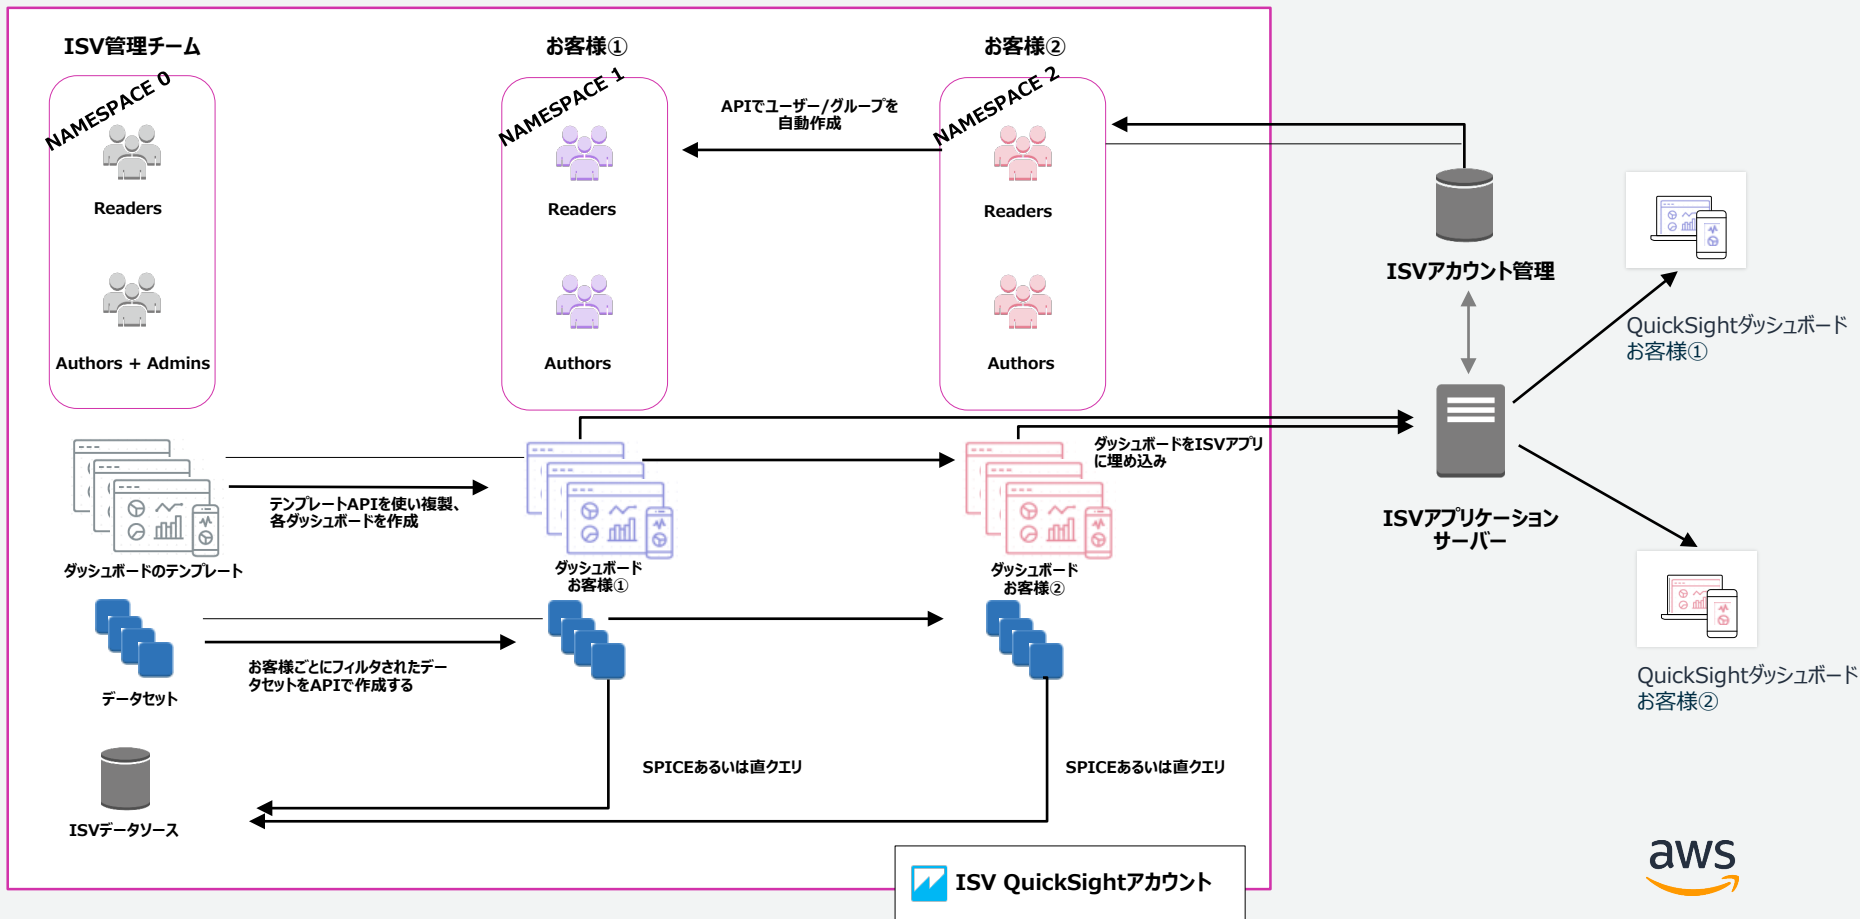 ISV管理チーム
お客様①
お客様②
NAMESPACE 0
NAMESPACE 1
NAMESPACE 2
APIでユーザー/グループを
自動作成
Readers
Readers
Readers
Authors + Admins
Authors
Authors
ISVアカウント管理
QuickSightダッシュボード
お客様①
ダッシュボードをISVアプリ
に埋め込み
テンプレートAPIを使い複製、
各ダッシュボードを作成
ISVアプリケーション
サーバー
ダッシュボードのテンプレート
ダッシュボード
お客様①
ダッシュボード
お客様②
お客様ごとにフィルタされたデー
タセットをAPIで作成する
データセット
QuickSightダッシュボード
お客様②
SPICEあるいは直クエリ
SPICEあるいは直クエリ
ISVデータソース
ISV QuickSightアカウント
aws